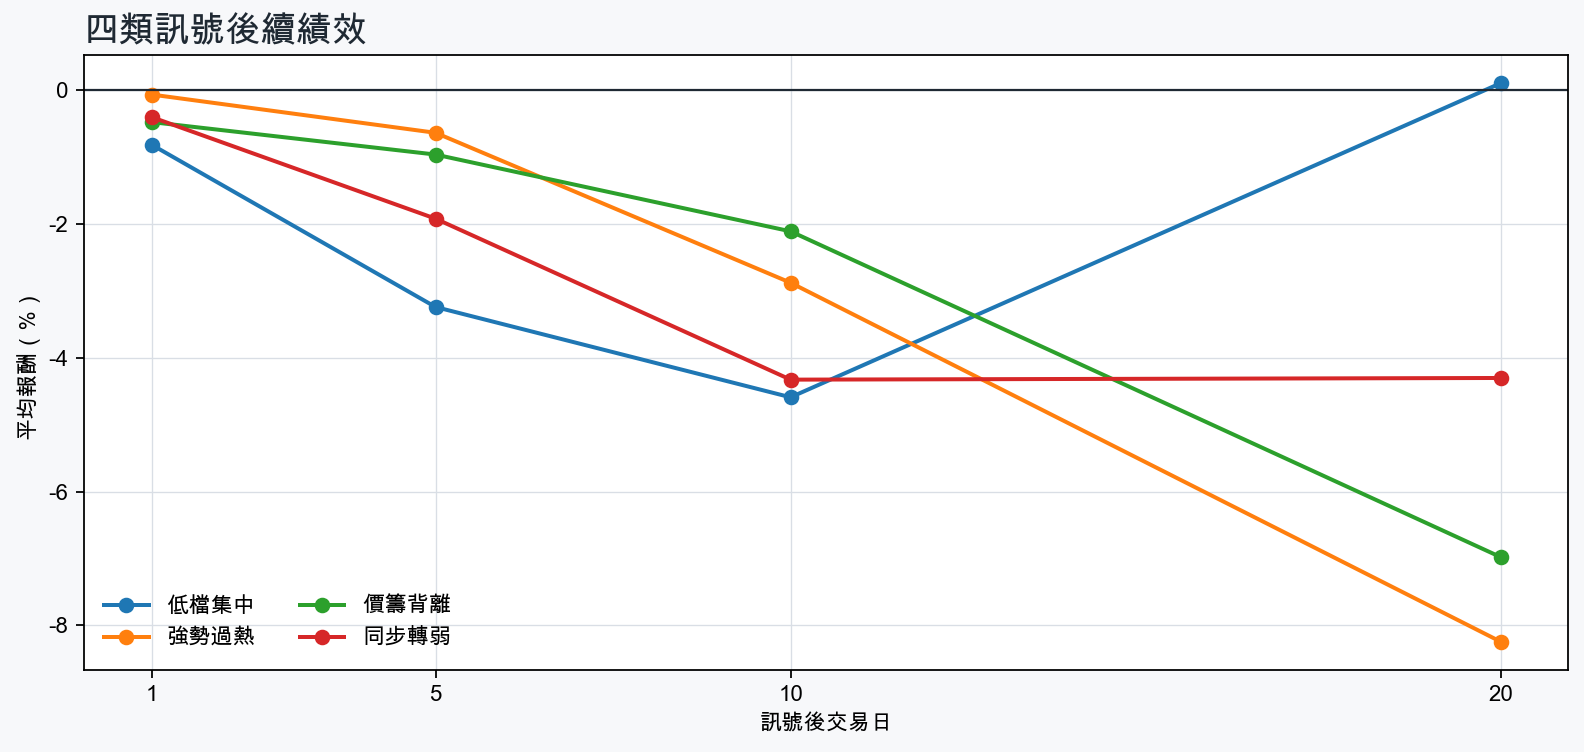 四類訊號後續績效
0
-2
-4
-6
-8
平均報酬（%）
低檔集中
強勢過熱
價籌背離
同步轉弱
1 5 10 20
訊號後交易日